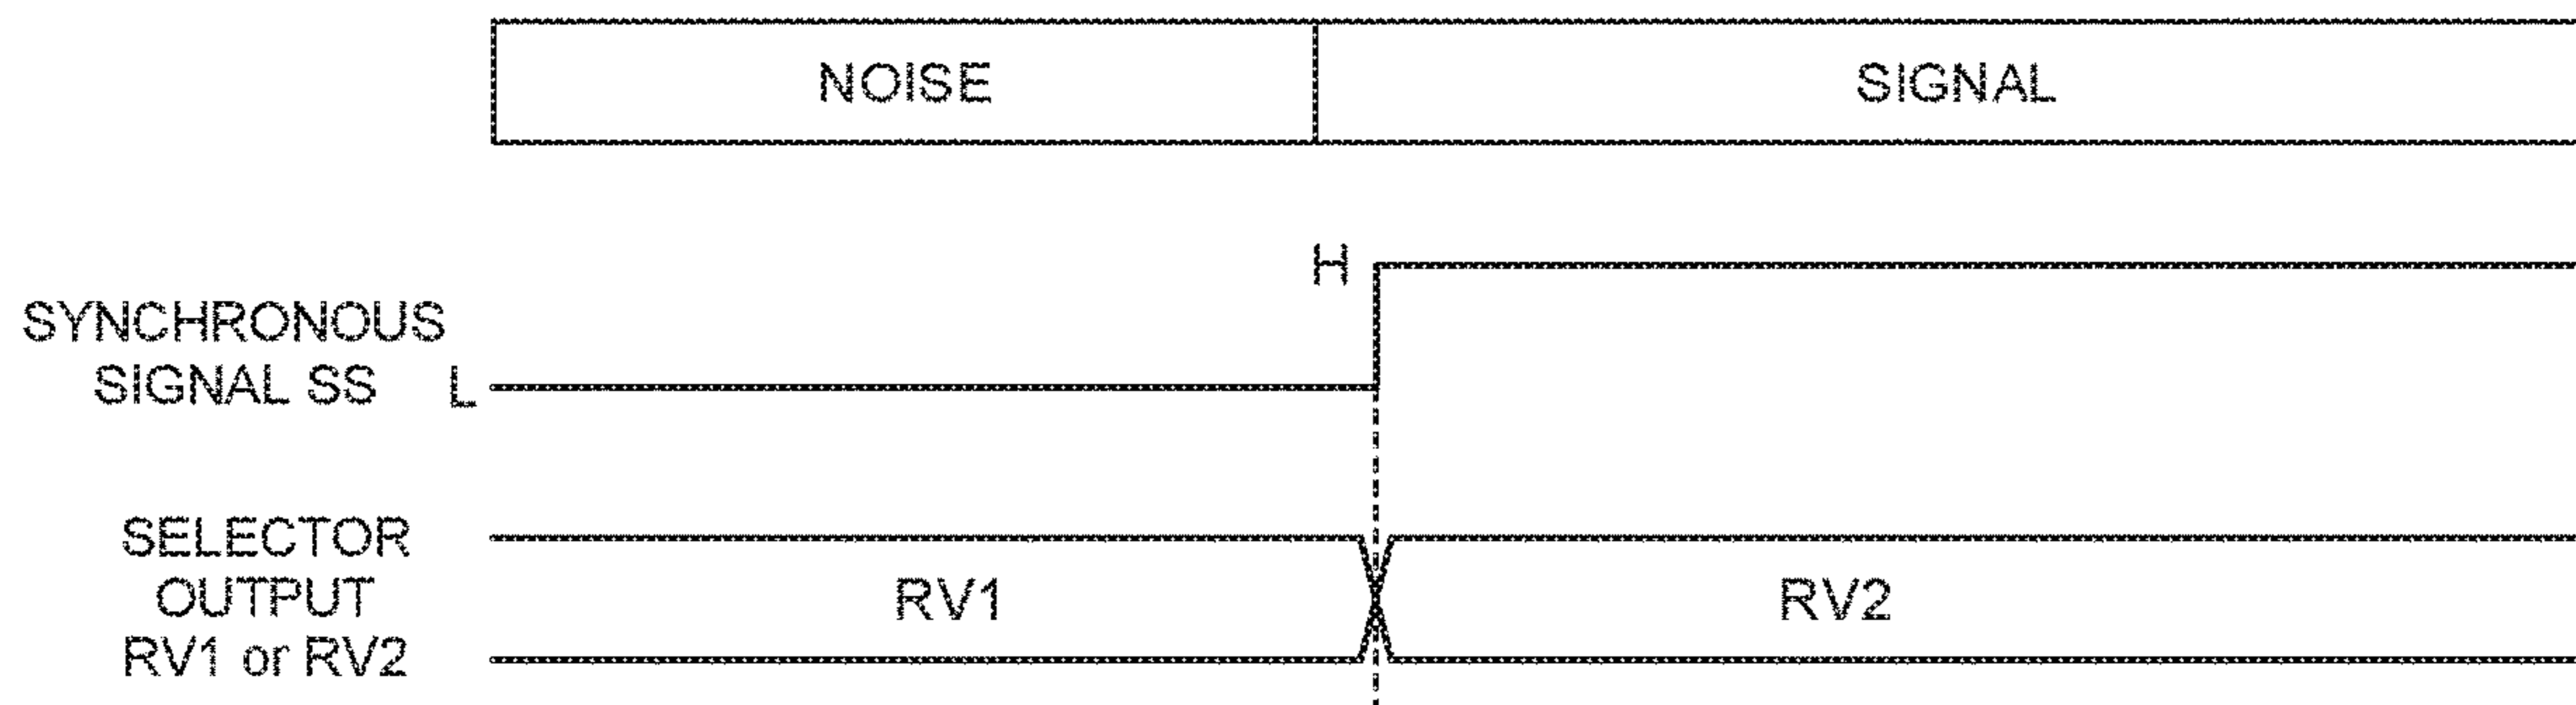 NOISE
SIGNAL
H
SYNCHRONOUS
SIGNAL SS L
SELECTOR
OUTPUT
RV1 or RV2
RV1
RV2